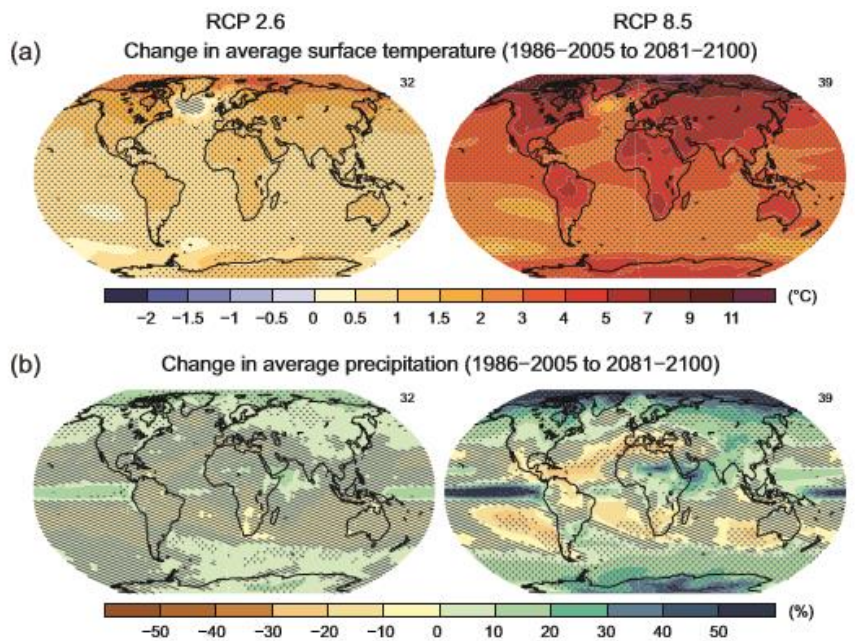 RCP 2.6 RCP 8.5
(a) Change in average surface temperature (1986−2005 to 2081−2100)
32 39
(°C)
−2 −1.5 −1 −0.5 0 0.5 1 1.5 2 3 4 5 7 9 11
(b) Change in average precipitation (1986−2005 to 2081−2100)
32 39
(%)
−50 −40 −30 −20 −10 0 10 20 30 40 50